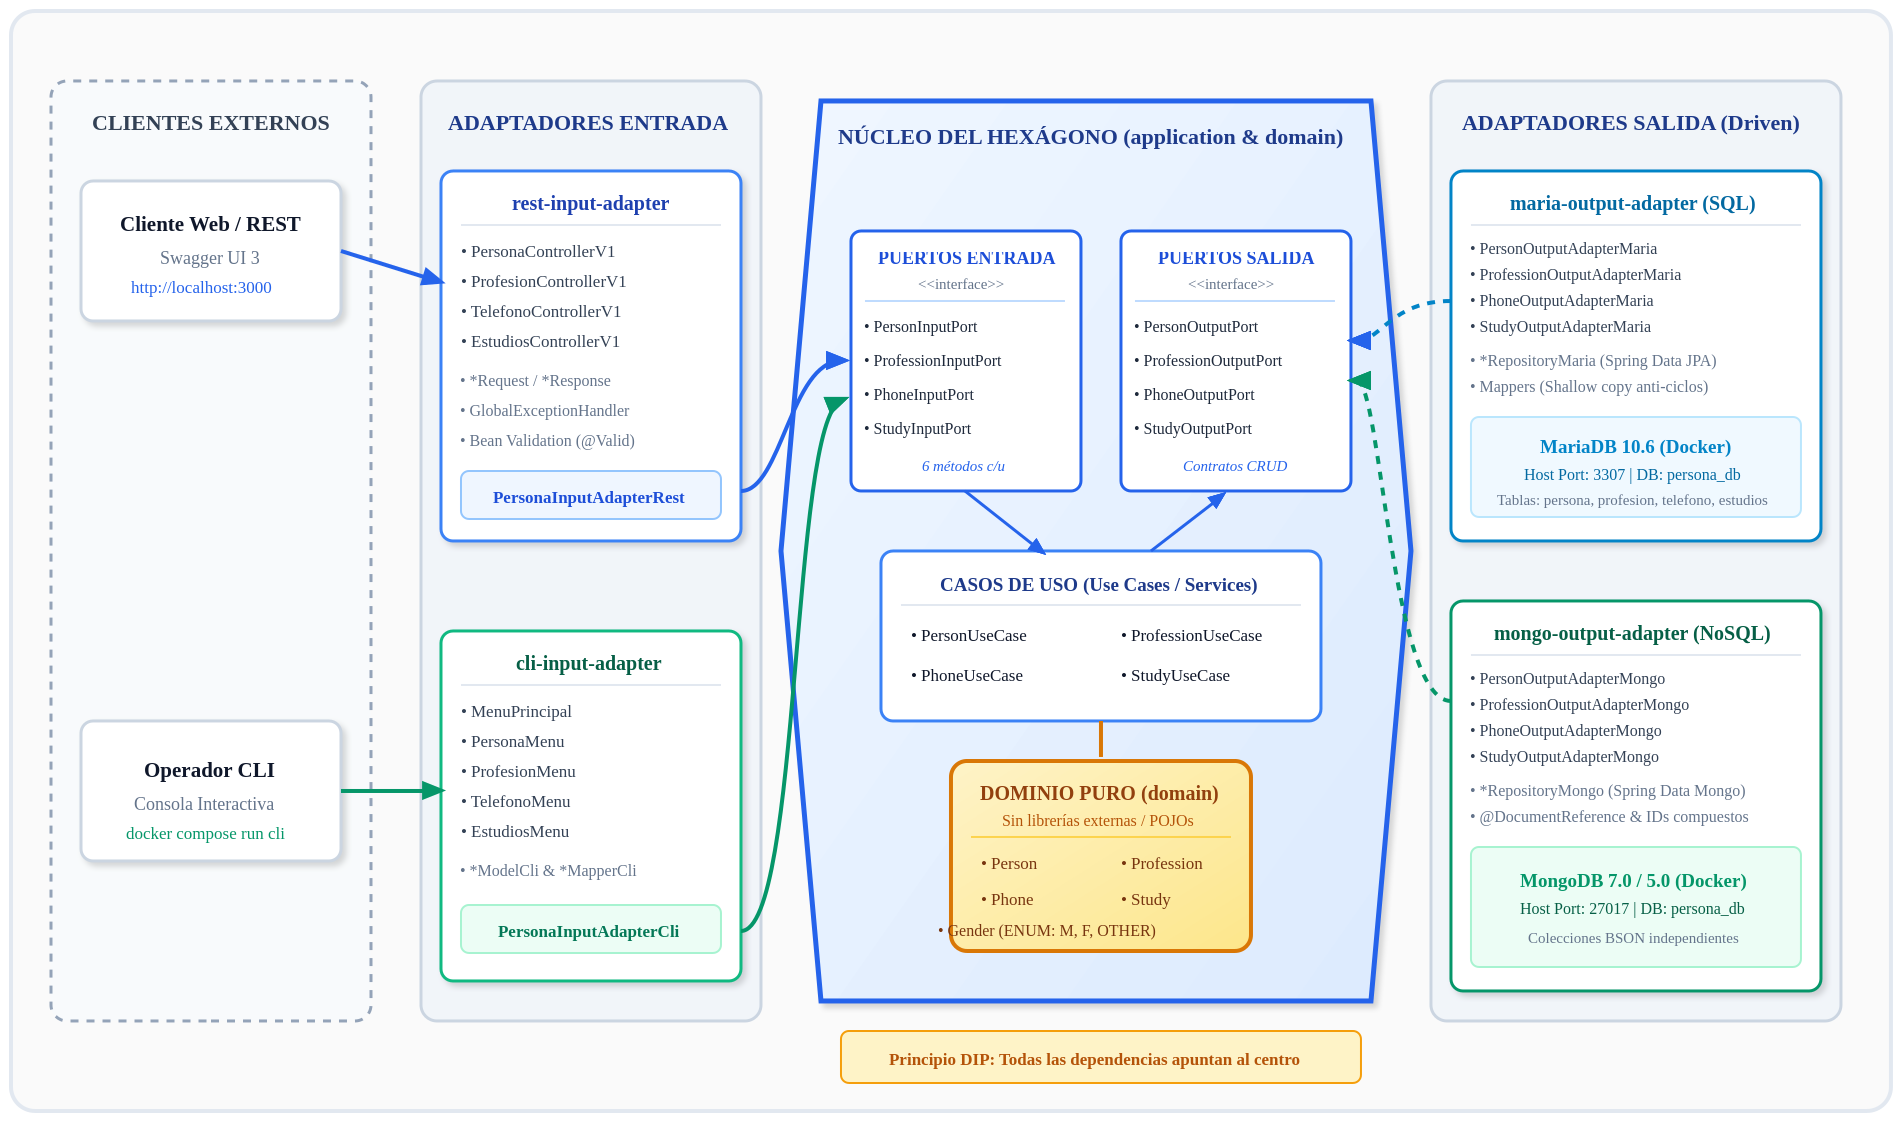 CLIENTES EXTERNOS
Cliente Web / REST
Swagger UI 3
http://localhost:3000
Operador CLI
Consola Interactiva
docker compose run cli
ADAPTADORES ENTRADA
rest-input-adapter
• PersonaControllerV1
• ProfesionControllerV1
• TelefonoControllerV1
• EstudiosControllerV1
• *Request / *Response
• GlobalExceptionHandler
• Bean Validation (@Valid)
PersonaInputAdapterRest
cli-input-adapter
• MenuPrincipal
• PersonaMenu
• ProfesionMenu
• TelefonoMenu
• EstudiosMenu
• *ModelCli & *MapperCli
PersonaInputAdapterCli
NÚCLEO DEL HEXÁGONO (application & domain)
PUERTOS ENTRADA
<<interface>>
• PersonInputPort
• ProfessionInputPort
• PhoneInputPort
• StudyInputPort
6 métodos c/u
PUERTOS SALIDA
<<interface>>
• PersonOutputPort
• ProfessionOutputPort
• PhoneOutputPort
• StudyOutputPort
Contratos CRUD
CASOS DE USO (Use Cases / Services)
• PersonUseCase
• ProfessionUseCase
• PhoneUseCase
• StudyUseCase
DOMINIO PURO (domain)
Sin librerías externas / POJOs
• Person
• Profession
• Phone
• Study
• Gender (ENUM: M, F, OTHER)
Principio DIP: Todas las dependencias apuntan al centro
ADAPTADORES SALIDA (Driven)
maria-output-adapter (SQL)
• PersonOutputAdapterMaria
• ProfessionOutputAdapterMaria
• PhoneOutputAdapterMaria
• StudyOutputAdapterMaria
• *RepositoryMaria (Spring Data JPA)
• Mappers (Shallow copy anti-ciclos)
MariaDB 10.6 (Docker)
Host Port: 3307 | DB: persona_db
Tablas: persona, profesion, telefono, estudios
mongo-output-adapter (NoSQL)
• PersonOutputAdapterMongo
• ProfessionOutputAdapterMongo
• PhoneOutputAdapterMongo
• StudyOutputAdapterMongo
• *RepositoryMongo (Spring Data Mongo)
• @DocumentReference & IDs compuestos
MongoDB 7.0 / 5.0 (Docker)
Host Port: 27017 | DB: persona_db
Colecciones BSON independientes